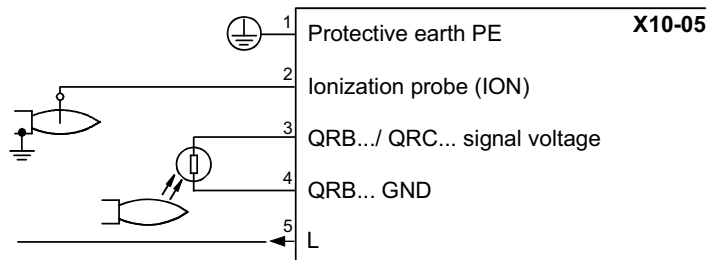 X10-05
1 Protective earth PE
2 Ionization probe (ION)
3 QRB.../ QRC... signal voltage
4 QRB... GND
5 L